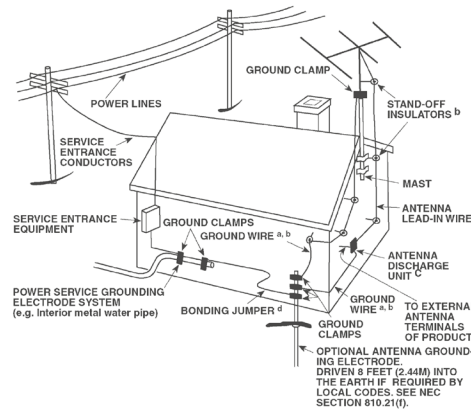 GROUND CLAMP
POWER LINES
STAND-OFF
INSULATORS b
SERVICE
ENTRANCE
CONDUCTORS
MAST
ANTENNA
LEAD-IN WIRE
SERVICE ENTRANCE
EQUIPMENT
GROUND CLAMPS
GROUND WIRE a, b
ANTENNA
DISCHARGE
UNIT C
POWER SERVICE GROUNDING
ELECTRODE SYSTEM
(e.g. Interior metal water pipe)
BONDING JUMPER d
GROUND
WIRE a, b
GROUND
CLAMPS
TO EXTERNA
ANTENNA
TERMINALS
OF PRODUCT
OPTIONAL ANTENNA GROUND-
ING ELECTRODE.
DRIVEN 8 FEET (2.44M) INTO
THE EARTH IF REQUIRED BY
LOCAL CODES. SEE NEC
SECTION 810.21(f).